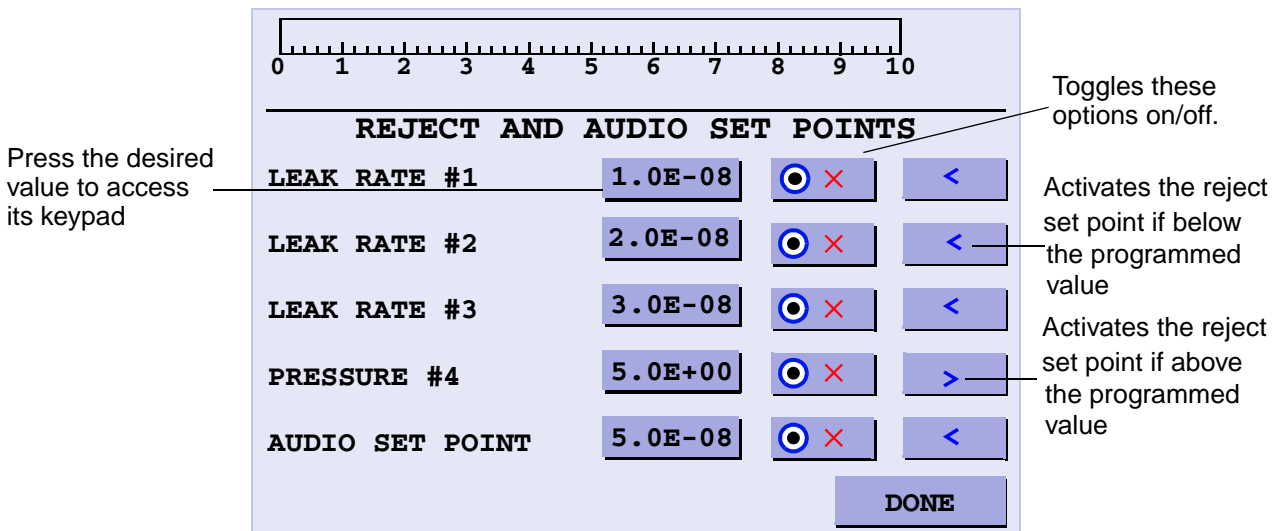 0 1 2 3 4 5 6 7 8 9 10
REJECT AND AUDIO SET POINTS
LEAK RATE #1 1.0E-08 <
LEAK RATE #2 2.0E-08 <
LEAK RATE #3 3.0E-08 <
PRESSURE #4 5.0E+00 >
AUDIO SET POINT 5.0E-08 <
DONE
Press the desired
value to access
its keypad
Toggles these
options on/off.
Activates the reject
set point if below
the programmed
value
Activates the reject
set point if above
the programmed
value